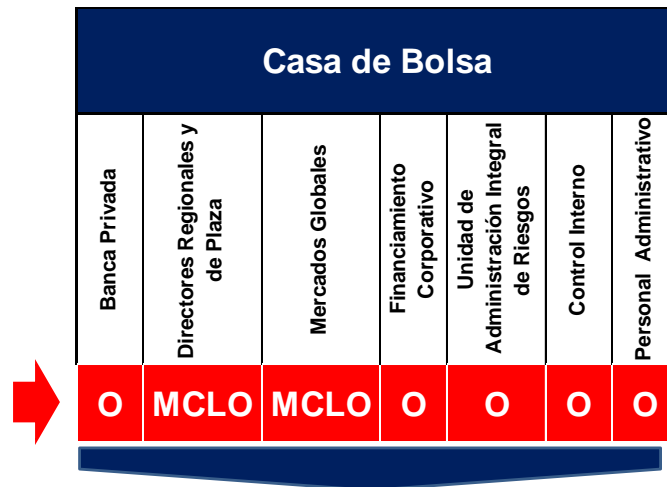 Casa de Bolsa
Banca Privada
Directores Regionales y
de Plaza
Mercados Globales
Financiamiento
Corporativo
Unidad de
Administración Integral
de Riesgos
Control Interno
Personal Administrativo
O MCLO MCLO O O O O